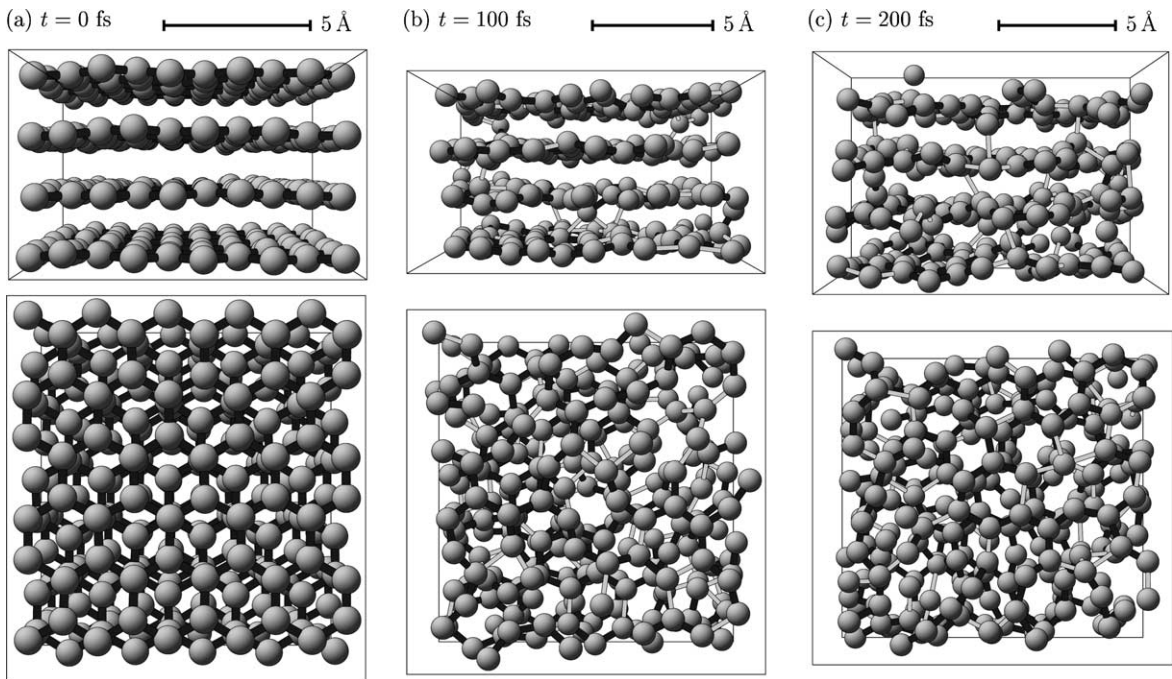 (a) t = 0 fs
5 Å
(b) t = 100 fs
5 Å
(c) t = 200 fs
5 Å